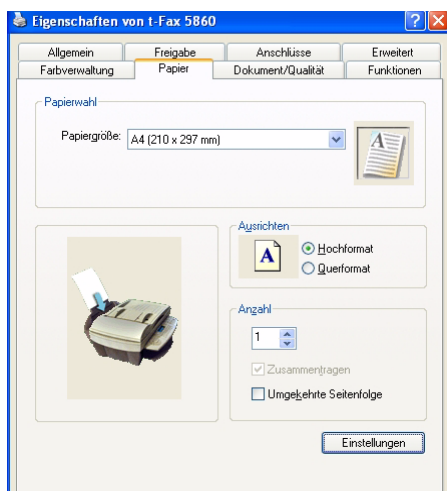 Eigenschaften von t-Fax 5860
Allgemein Freigabe Anschlüsse Erweitert
Farbverwaltung Papier Dokument/Qualität Funktionen
Papierwahl
Papiergröße: A4 (210 x 297 mm)
A
Ausrichten
A
Hochformat
Querformat
Anzahl
1
Zusammentragen
Umgekehrte Seitenfolge
Einstellungen